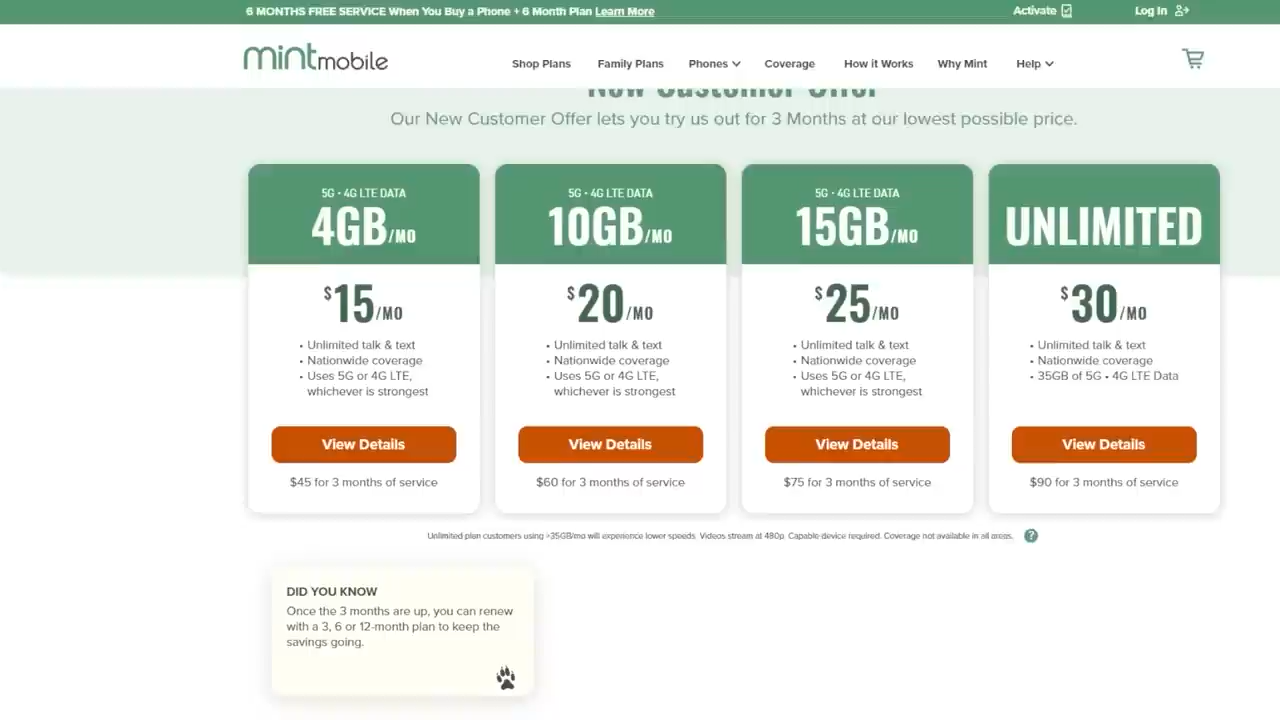 6 MONTHS FREE SERVICE When You Buy a Phone + 6 Month Plan Learn More
Activate
Log In
mintmobile
Shop Plans
Family Plans
Phones
Coverage
How it Works
Why Mint
Help
New Customer Offer
Our New Customer Offer lets you try us out for 3 Months at our lowest possible price.
5G • 4G LTE DATA
4GB/MO
$15/MO
• Unlimited talk & text
• Nationwide coverage
• Uses 5G or 4G LTE,
whichever is strongest
View Details
$45 for 3 months of service
5G • 4G LTE DATA
10GB/MO
$20/MO
• Unlimited talk & text
• Nationwide coverage
• Uses 5G or 4G LTE,
whichever is strongest
View Details
$60 for 3 months of service
5G • 4G LTE DATA
15GB/MO
$25/MO
• Unlimited talk & text
• Nationwide coverage
• Uses 5G or 4G LTE,
whichever is strongest
View Details
$75 for 3 months of service
UNLIMITED
$30/MO
• Unlimited talk & text
• Nationwide coverage
• 35GB of 5G • 4G LTE Data
View Details
$90 for 3 months of service
Unlimited plan customers using >35GB/mo will experience lower speeds. Videos stream at 480p. Capable device required. Coverage not available in all areas.
?
DID YOU KNOW
Once the 3 months are up, you can renew
with a 3, 6 or 12-month plan to keep the
savings going.